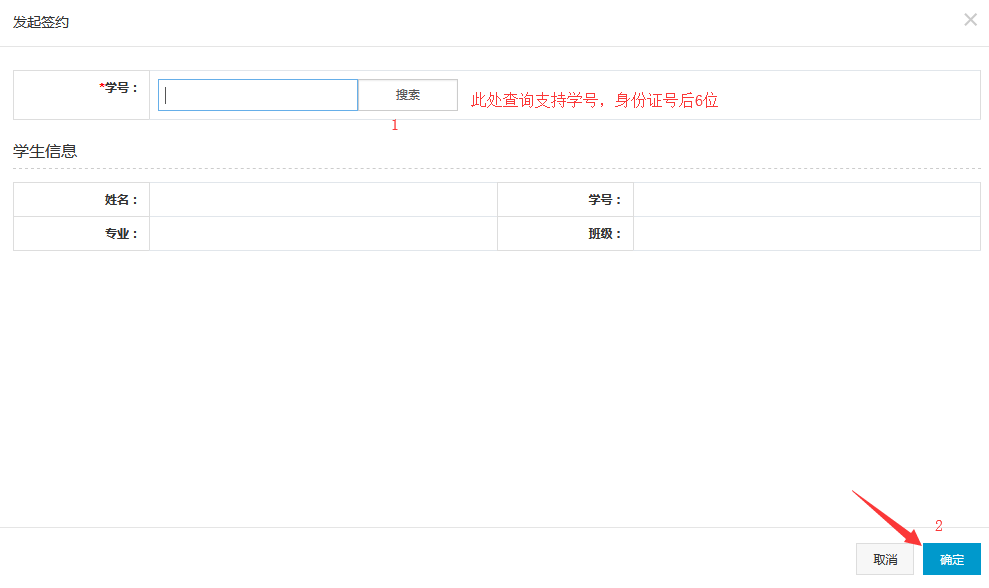 发起签约
*学号：
搜索
此处查询支持学号，身份证号后6位
1
学生信息
姓名：
学号：
专业：
班级：
2
取消
确定